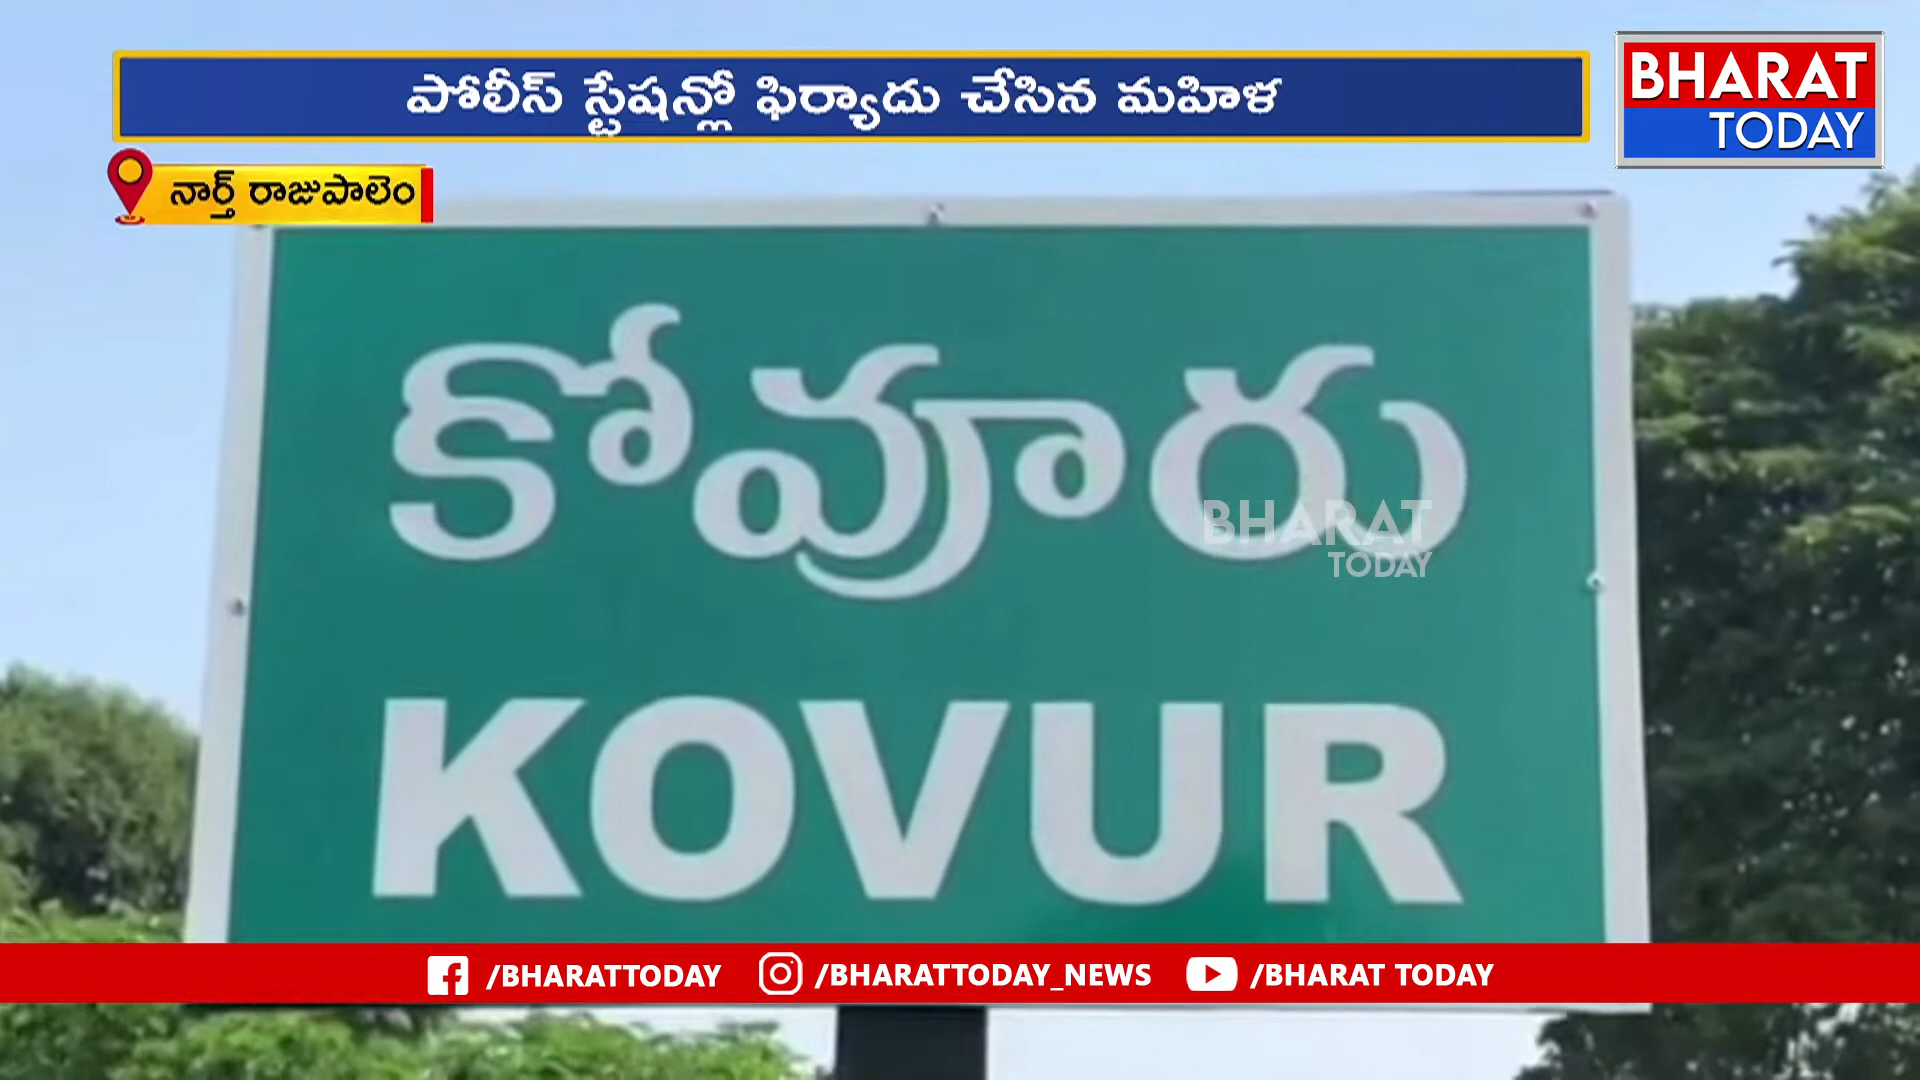 పోలీస్ స్టేషన్లో ఫిర్యాదు చేసిన మహిళ
BHARAT
TODAY
నార్త్ రాజుపాలెం
కోవూరు
BHARAT
TODAY
KOVUR
/BHARATTODAY /BHARATTODAY_NEWS /BHARAT TODAY